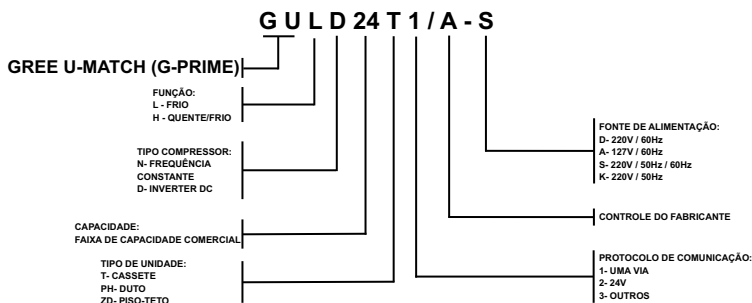 G U L D 24 T 1 / A - S
GREE U-MATCH (G-PRIME)
FUNÇÃO:
L - FRIO
H - QUENTE/FRIO
TIPO COMPRESSOR:
N- FREQUÊNCIA
CONSTANTE
D- INVERTER DC
CAPACIDADE:
FAIXA DE CAPACIDADE COMERCIAL
TIPO DE UNIDADE:
T- CASSETE
PH- DUTO
ZD- PISO-TETO
FONTE DE ALIMENTAÇÃO:
D- 220V / 60Hz
A- 127V / 60Hz
S- 220V / 50Hz / 60Hz
K- 220V / 50Hz
CONTROLE DO FABRICANTE
PROTOCOLO DE COMUNICAÇÃO:
1- UMA VIA
2- 24V
3- OUTROS